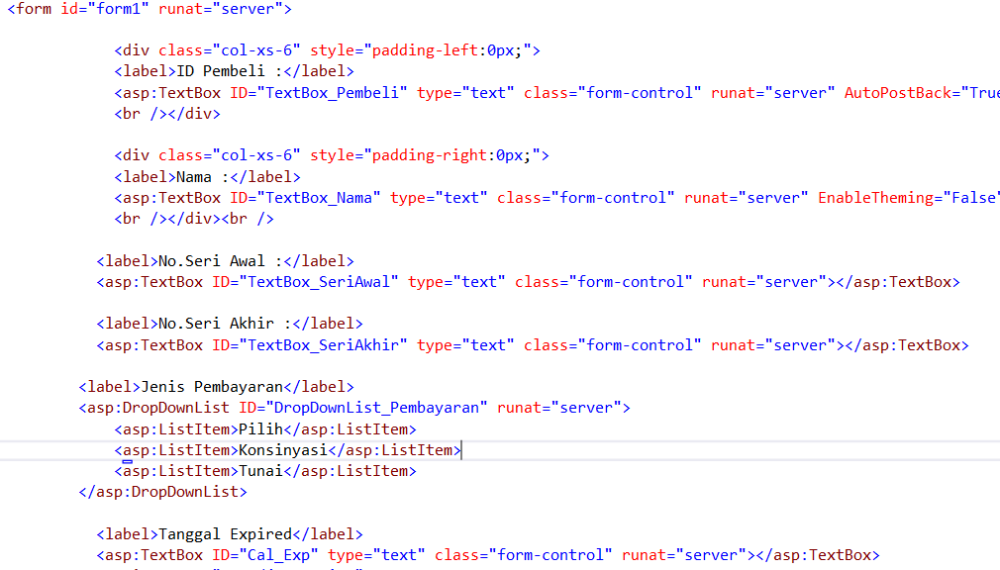 <form id="form1" runat="server">
<div class="col-xs-6" style="padding-left:0px;">
<label>ID Pembeli :</label>
<asp:TextBox ID="TextBox_Pembeli" type="text" class="form-control" runat="server" AutoPostBack="True
<br /></div>
<div class="col-xs-6" style="padding-right:0px;">
<label>Nama :</label>
<asp:TextBox ID="TextBox_Nama" type="text" class="form-control" runat="server" EnableTheming="False"
<br /></div><br />
<label>No.Seri Awal :</label>
<asp:TextBox ID="TextBox_SeriAwal" type="text" class="form-control" runat="server"></asp:TextBox>
<label>No.Seri Akhir :</label>
<asp:TextBox ID="TextBox_SeriAkhir" type="text" class="form-control" runat="server"></asp:TextBox>
<label>Jenis Pembayaran</label>
<asp:DropDownList ID="DropDownList_Pembayaran" runat="server">
<asp:ListItem>Pilih</asp:ListItem>
<asp:ListItem>Konsinyasi</asp:ListItem>
<asp:ListItem>Tunai</asp:ListItem>
</asp:DropDownList>
<label>Tanggal Expired</label>
<asp:TextBox ID="Cal_Exp" type="text" class="form-control" runat="server"></asp:TextBox>